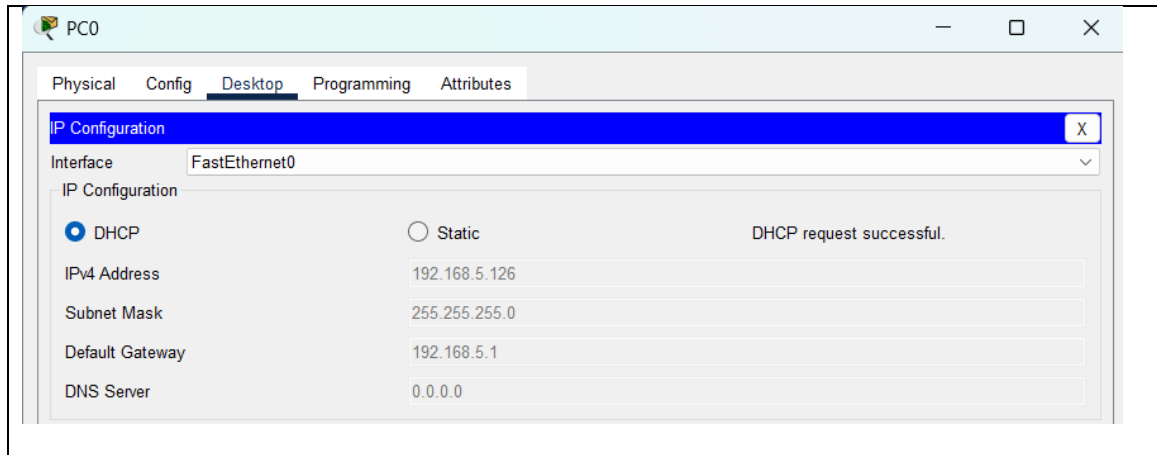 PC0
Physical Config Desktop Programming Attributes
IP Configuration X
Interface FastEthernet0
IP Configuration
DHCP Static DHCP request successful.
IPv4 Address 192.168.5.126
Subnet Mask 255.255.255.0
Default Gateway 192.168.5.1
DNS Server 0.0.0.0